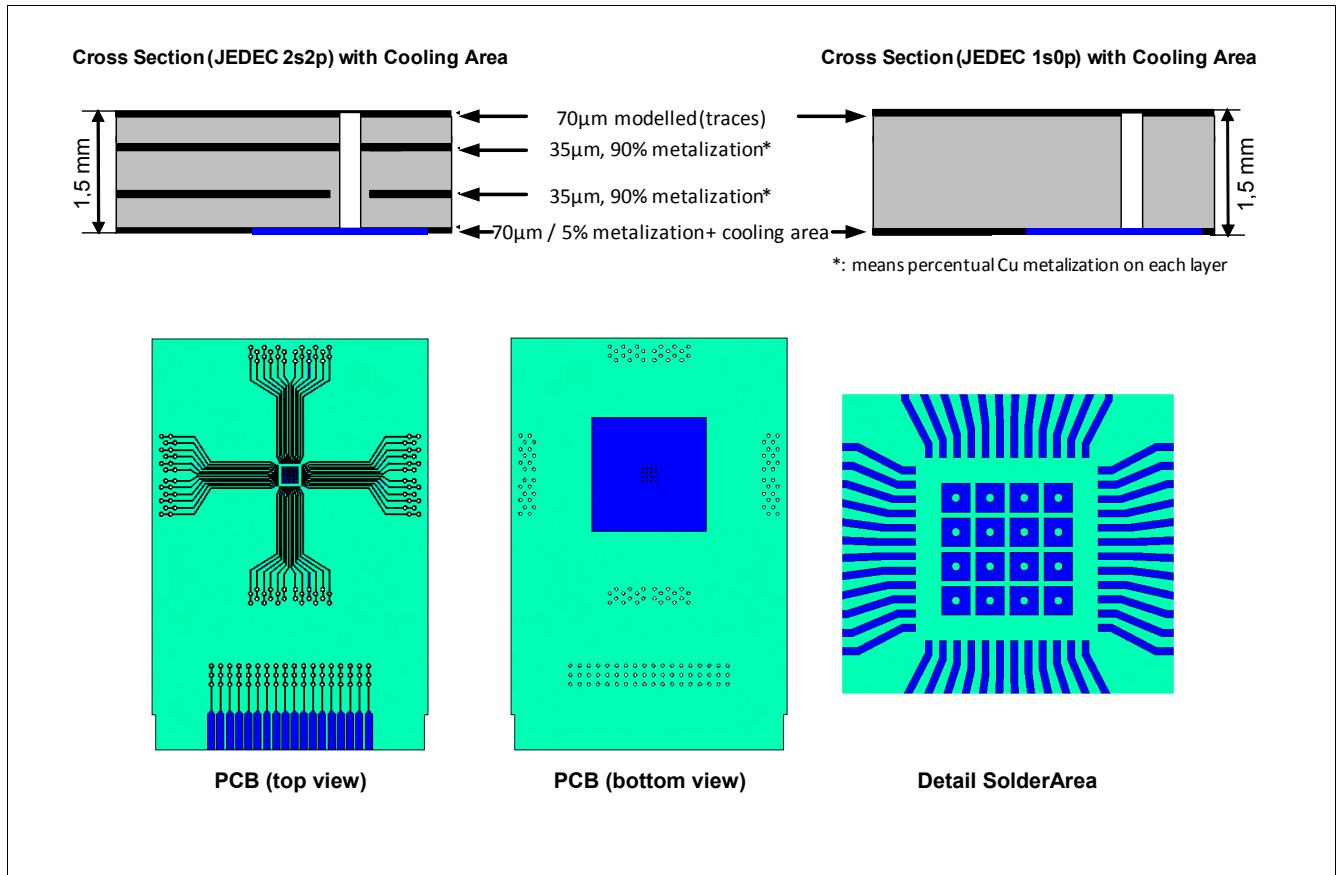 Cross Section (JEDEC 2s2p) with Cooling Area
Cross Section (JEDEC 1s0p) with Cooling Area
1,5 mm
70µm modelled (traces)
35µm, 90% metalization*
35µm, 90% metalization*
70µm / 5% metalization + cooling area
1,5 mm
*: means percentual Cu metalization on each layer
PCB (top view)
PCB (bottom view)
Detail SolderArea